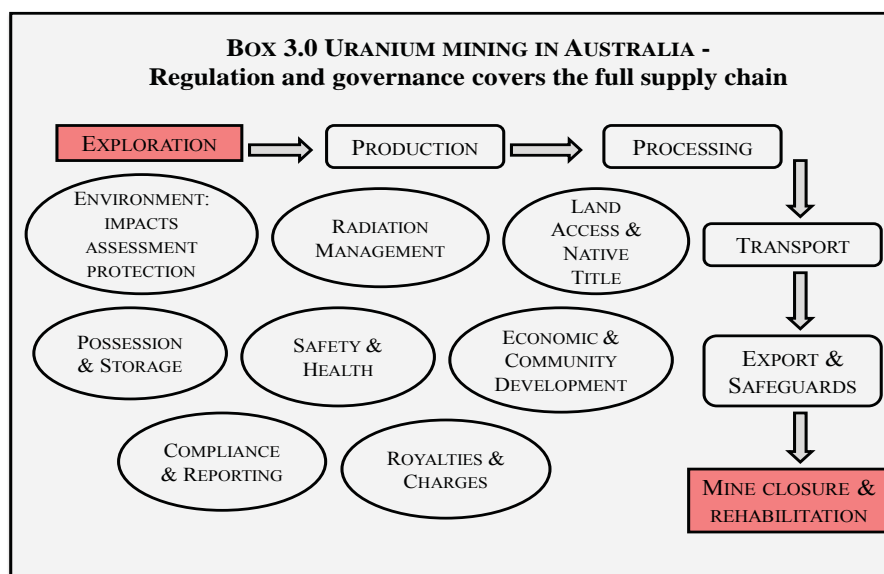 BOX 3.0 URANIUM MINING IN AUSTRALIA -
Regulation and governance covers the full supply chain
EXPLORATION
PRODUCTION
PROCESSING
ENVIRONMENT:
IMPACTS
ASSESSMENT
PROTECTION
RADIATION
MANAGEMENT
LAND
ACCESS &
NATIVE
TITLE
TRANSPORT
POSSESSION
& STORAGE
SAFETY &
HEALTH
ECONOMIC &
COMMUNITY
DEVELOPMENT
EXPORT &
SAFEGUARDS
COMPLIANCE
& REPORTING
ROYALTIES &
CHARGES
MINE CLOSURE &
REHABILITATION